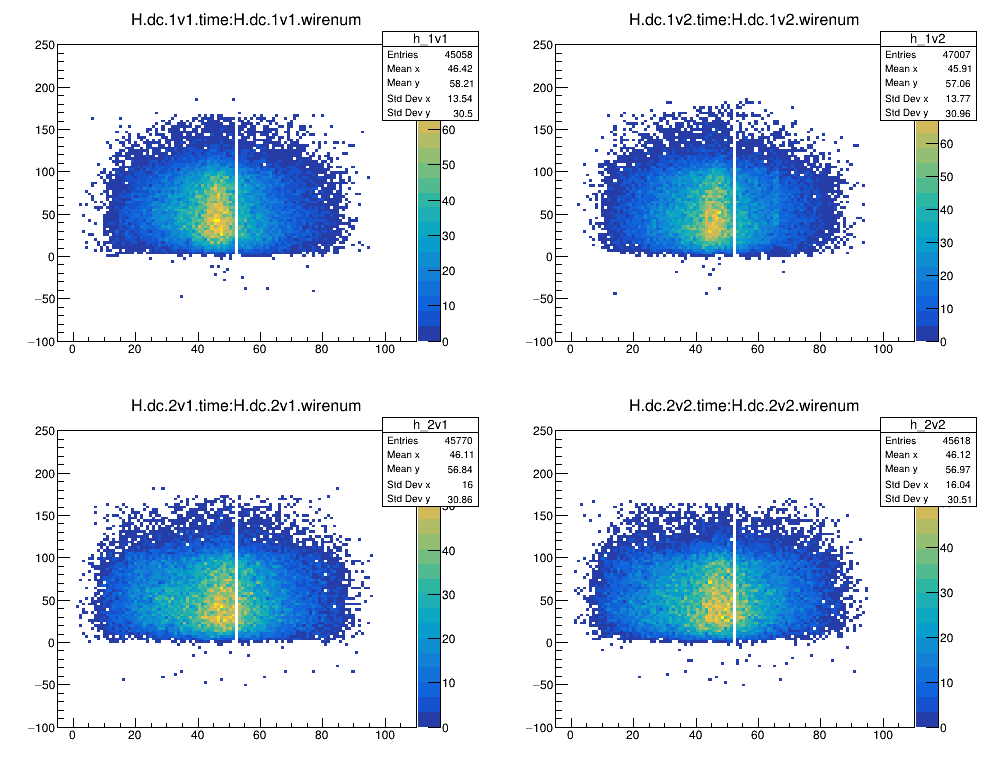 H.dc.1v1.time:H.dc.1v1.wirenum
h_1v1
Entries 45058
Mean x 46.42
Mean y 58.21
Std Dev x 13.54
Std Dev y 30.5
250
200
150
100
50
0
−50
−100
0 20 40 60 80 100
60
50
40
30
20
10
0
H.dc.1v2.time:H.dc.1v2.wirenum
h_1v2
Entries 47007
Mean x 45.91
Mean y 57.06
Std Dev x 13.77
Std Dev y 30.96
250
200
150
100
50
0
−50
−100
0 20 40 60 80 100
60
50
40
30
20
10
0
H.dc.2v1.time:H.dc.2v1.wirenum
h_2v1
Entries 45770
Mean x 46.11
Mean y 56.84
Std Dev x 16
Std Dev y 30.86
250
200
150
100
50
0
−50
−100
0 20 40 60 80 100
40
30
20
10
0
H.dc.2v2.time:H.dc.2v2.wirenum
h_2v2
Entries 45618
Mean x 46.12
Mean y 56.97
Std Dev x 16.04
Std Dev y 30.51
250
200
150
100
50
0
−50
−100
0 20 40 60 80 100
40
30
20
10
0